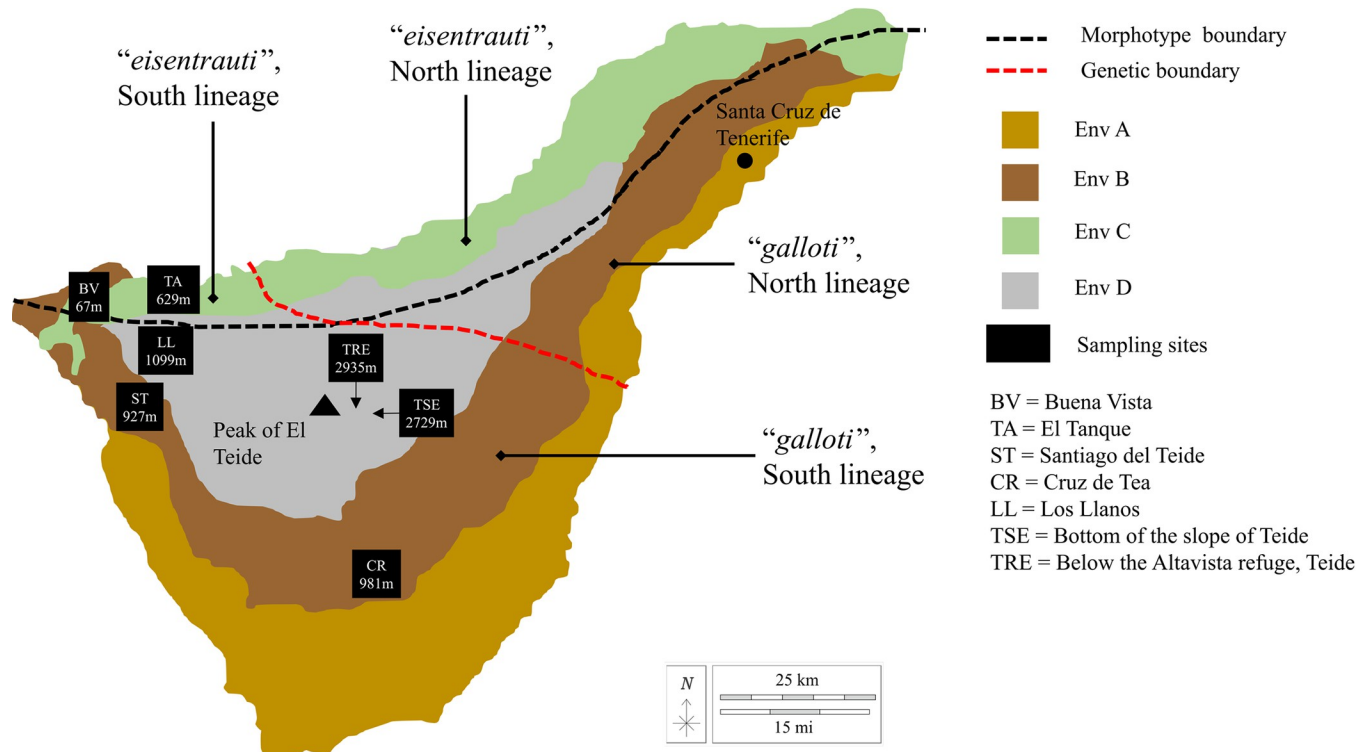 "eisentrauti",
South lineage
"eisentrauti",
North lineage
Santa Cruz de
Tenerife
BV
67m
TA
629m
LL
1099m
ST
927m
TRE
2935m
TSE
2729m
Peak of El
Teide
CR
981m
"galloti",
North lineage
"galloti",
South lineage
Morphotype boundary
Genetic boundary
Env A
Env B
Env C
Env D
Sampling sites
BV = Buena Vista
TA = El Tanque
ST = Santiago del Teide
CR = Cruz de Tea
LL = Los Llanos
TSE = Bottom of the slope of Teide
TRE = Below the Altavista refuge, Teide
N
25 km
15 mi